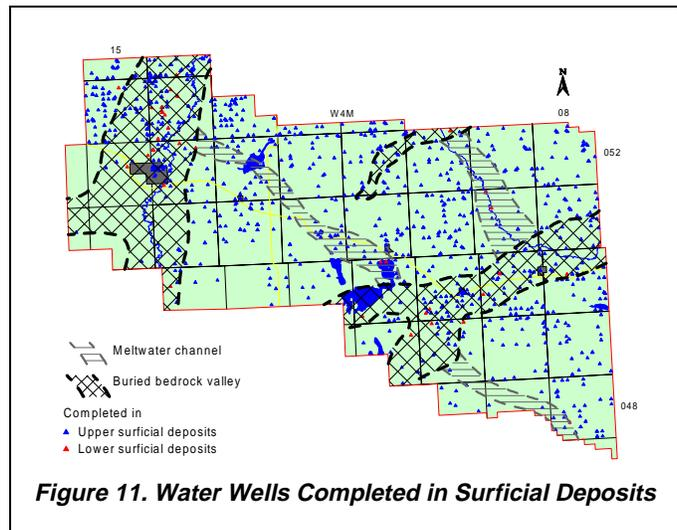 15
N
W4M
08
052
048
Meltwater channel
Buried bedrock valley
Completed in
Upper surficial deposits
Lower surficial deposits
Figure 11. Water Wells Completed in Surficial Deposits